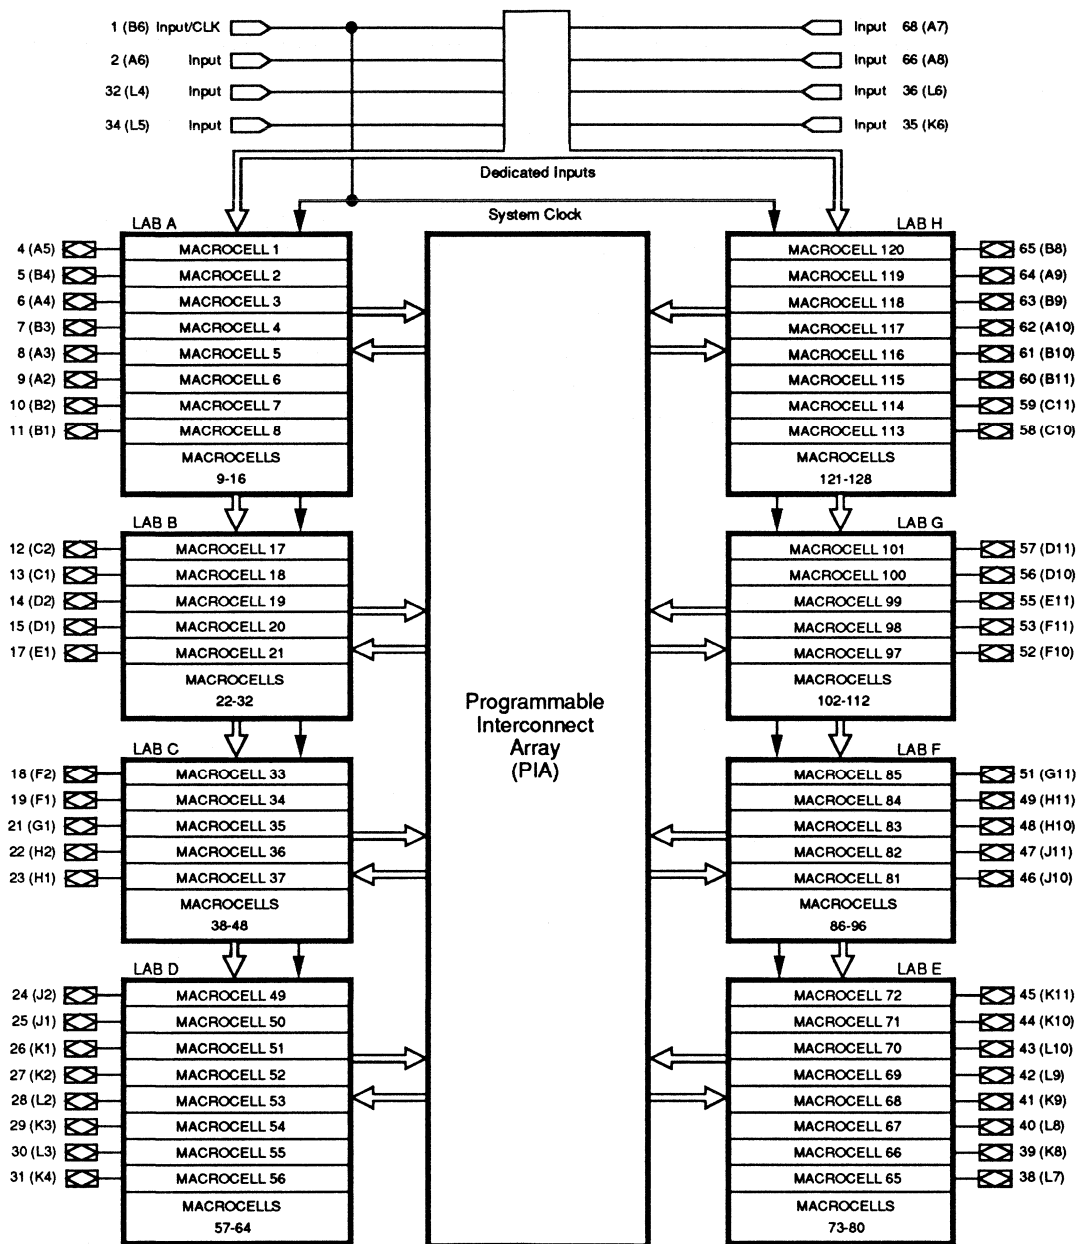 1 (B6) Input/CLK Input 68 (A7)
2 (A6) Input Input 66 (A8)
32 (L4) Input Input 36 (L6)
34 (L5) Input Input 35 (K6)
Dedicated Inputs
System Clock
LAB A
4 (A5) MACROCELL 1
5 (B4) MACROCELL 2
6 (A4) MACROCELL 3
7 (B3) MACROCELL 4
8 (A3) MACROCELL 5
9 (A2) MACROCELL 6
10 (B2) MACROCELL 7
11 (B1) MACROCELL 8
MACROCELLS
9-16
LAB B
12 (C2) MACROCELL 17
13 (C1) MACROCELL 18
14 (D2) MACROCELL 19
15 (D1) MACROCELL 20
17 (E1) MACROCELL 21
MACROCELLS
22-32
LAB C
18 (F2) MACROCELL 33
19 (F1) MACROCELL 34
21 (G1) MACROCELL 35
22 (H2) MACROCELL 36
23 (H1) MACROCELL 37
MACROCELLS
38-48
LAB D
24 (J2) MACROCELL 49
25 (J1) MACROCELL 50
26 (K1) MACROCELL 51
27 (K2) MACROCELL 52
28 (L2) MACROCELL 53
29 (K3) MACROCELL 54
30 (L3) MACROCELL 55
31 (K4) MACROCELL 56
MACROCELLS
57-64
Programmable
Interconnect
Array
(PIA)
LAB H
MACROCELL 120 65 (B8)
MACROCELL 119 64 (A9)
MACROCELL 118 63 (B9)
MACROCELL 117 62 (A10)
MACROCELL 116 61 (B10)
MACROCELL 115 60 (B11)
MACROCELL 114 59 (C11)
MACROCELL 113 58 (C10)
MACROCELLS
121-128
LAB G
MACROCELL 101 57 (D11)
MACROCELL 100 56 (D10)
MACROCELL 99 55 (E11)
MACROCELL 98 53 (F11)
MACROCELL 97 52 (F10)
MACROCELLS
102-112
LAB F
MACROCELL 85 51 (G11)
MACROCELL 84 49 (H11)
MACROCELL 83 48 (H10)
MACROCELL 82 47 (J11)
MACROCELL 81 46 (J10)
MACROCELLS
86-96
LAB E
MACROCELL 72 45 (K11)
MACROCELL 71 44 (K10)
MACROCELL 70 43 (L10)
MACROCELL 69 42 (L9)
MACROCELL 68 41 (K9)
MACROCELL 67 40 (L8)
MACROCELL 66 39 (K8)
MACROCELL 65 38 (L7)
MACROCELLS
73-80